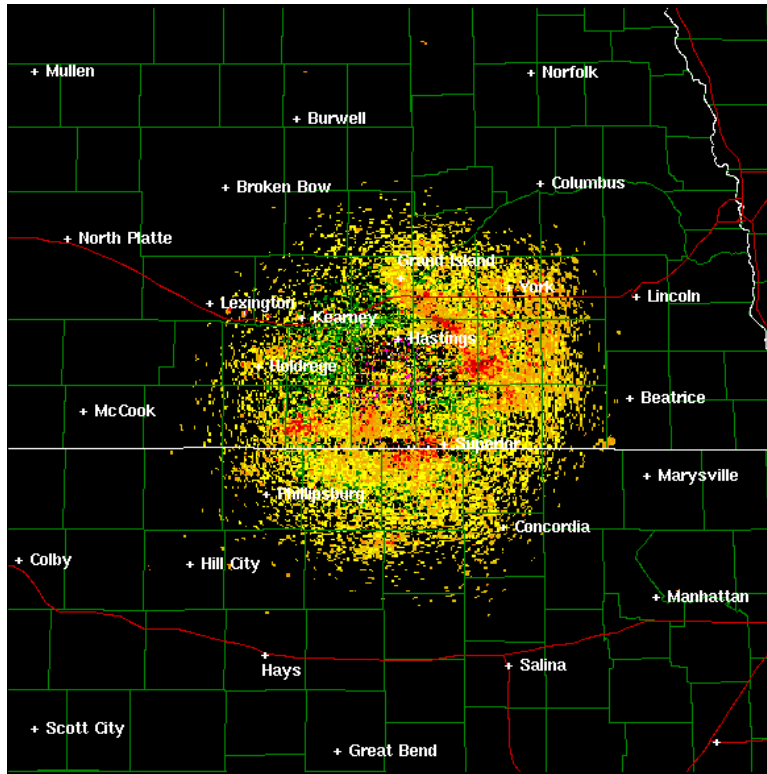 Mullen
Norfolk
Burwell
Broken Bow
Columbus
North Platte
Grand Island
York
Lexington
Lincoln
Kearney
Hastings
Holdrege
McCook
Beatrice
Superior
Marysville
Phillipsburg
Concordia
Colby
Hill City
Manhattan
Hays
Salina
Scott City
Great Bend